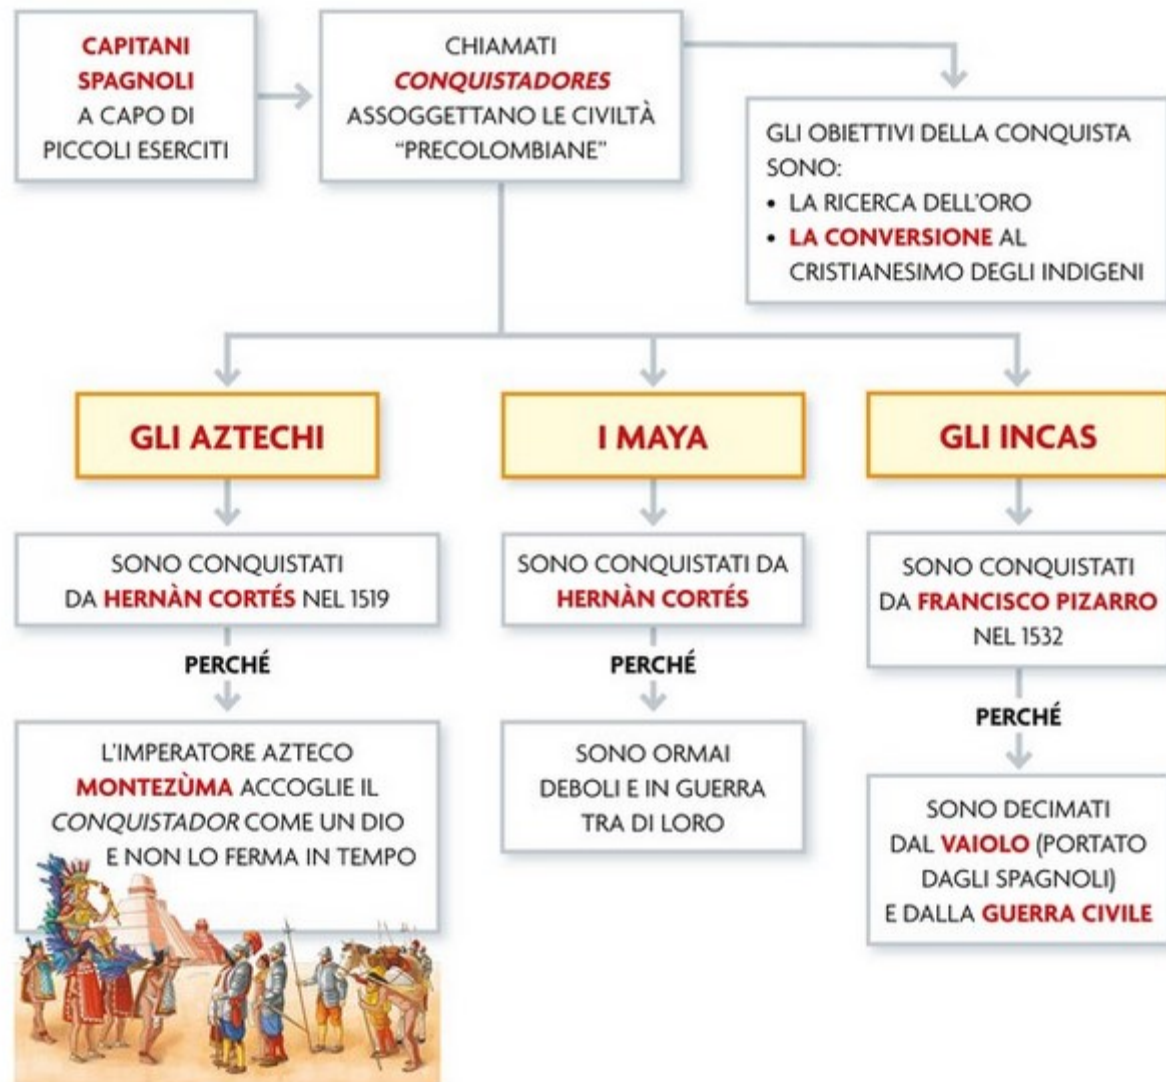 CAPITANI
SPAGNOLI
A CAPO DI
PICCOLI ESERCITI
CHIAMATI
CONQUISTADORES
ASSOGGETTANO LE CIVILTÀ
“PRECOLOMBIANE”
GLI OBIETTIVI DELLA CONQUISTA
SONO:
• LA RICERCA DELL’ORO
• LA CONVERSIONE AL
CRISTIANESIMO DEGLI INDIGENI
GLI AZTECHI
SONO CONQUISTATI
DA HERNÀN CORTÉS NEL 1519
PERCHÉ
L’IMPERATORE AZTECO
MONTEZÙMA ACCOGLIE IL
CONQUISTADOR COME UN DIO
E NON LO FERMA IN TEMPO
I MAYA
SONO CONQUISTATI DA
HERNÀN CORTÉS
PERCHÉ
SONO ORMAI
DEBOLI E IN GUERRA
TRA DI LORO
GLI INCAS
SONO CONQUISTATI
DA FRANCISCO PIZARRO
NEL 1532
PERCHÉ
SONO DECIMATI
DAL VAIOLO (PORTATO
DAGLI SPAGNOLI)
E DALLA GUERRA CIVILE